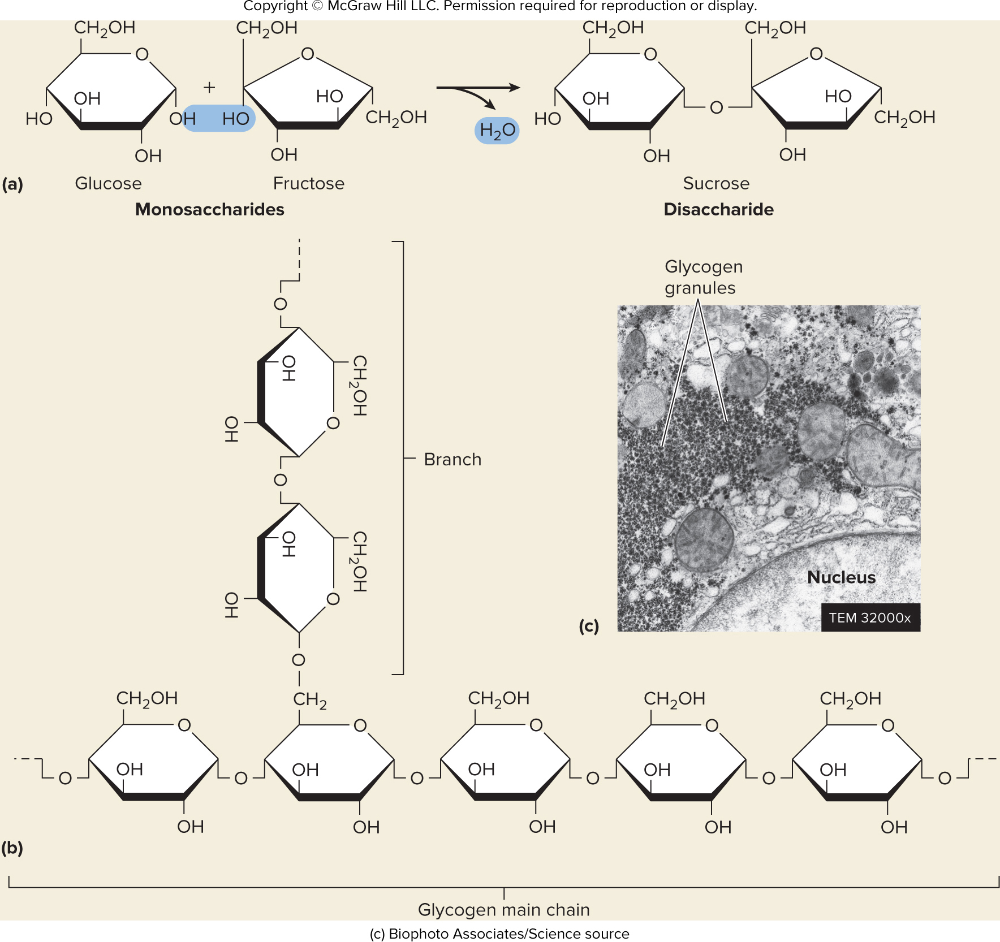 Copyright © McGraw Hill LLC. Permission required for reproduction or display.
CH₂OH CH₂OH CH₂OH CH₂OH
O O O O
+
OH HO OH HO
HO OH HO CH₂OH H₂O HO O CH₂OH
OH OH OH OH
(a) Glucose Fructose Sucrose
Monosaccharides Disaccharide
Glycogen
granules
O
OH CH₂OH
HO O
Branch
O
OH CH₂OH
HO O
Nucleus
TEM 32000x
(c)
O
CH₂OH CH₂ CH₂OH CH₂OH CH₂OH
O O O O O
OH OH OH OH OH
O O O O O O
OH OH OH OH OH
(b)
Glycogen main chain
(c) Biophoto Associates/Science source